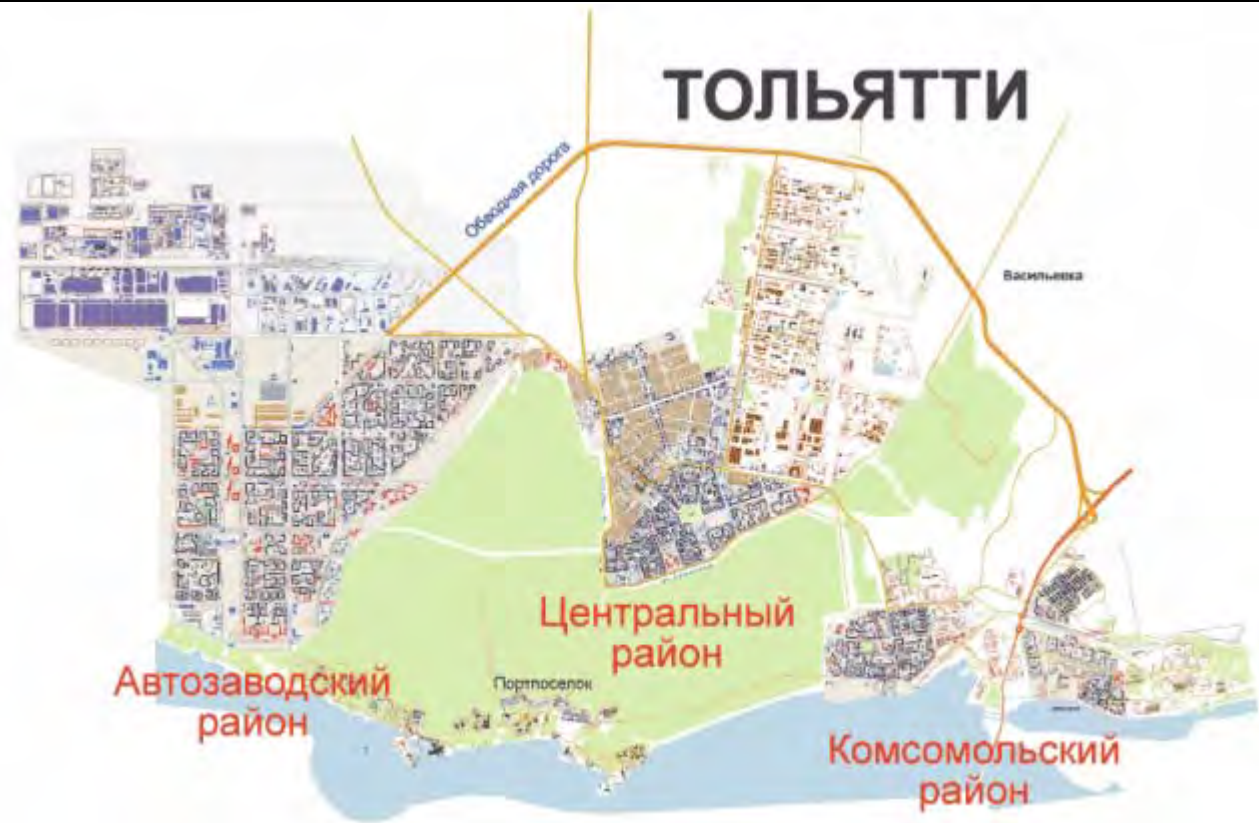 ТОЛЬЯТТИ
Обводная дорога
Васильевка
Центральный
район
Автозаводский
район
Портпоселок
Комсомольский
район